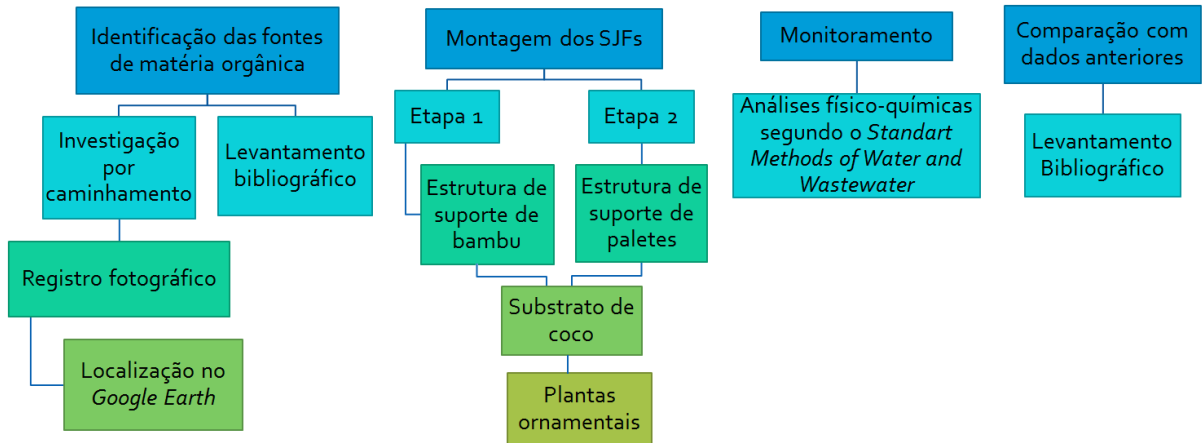 Identificação das fontes
de matéria orgânica
Investigação
por
caminhamento
Levantamento
bibliográfico
Registro fotográfico
Localização no
Google Earth
Montagem dos SJFs
Etapa 1
Etapa 2
Estrutura de
suporte de
bambu
Estrutura de
suporte de
paletes
Substrato de
coco
Plantas
ornamentais
Monitoramento
Análises físico-químicas
segundo o Standart
Methods of Water and
Wastewater
Comparação com
dados anteriores
Levantamento
Bibliográfico